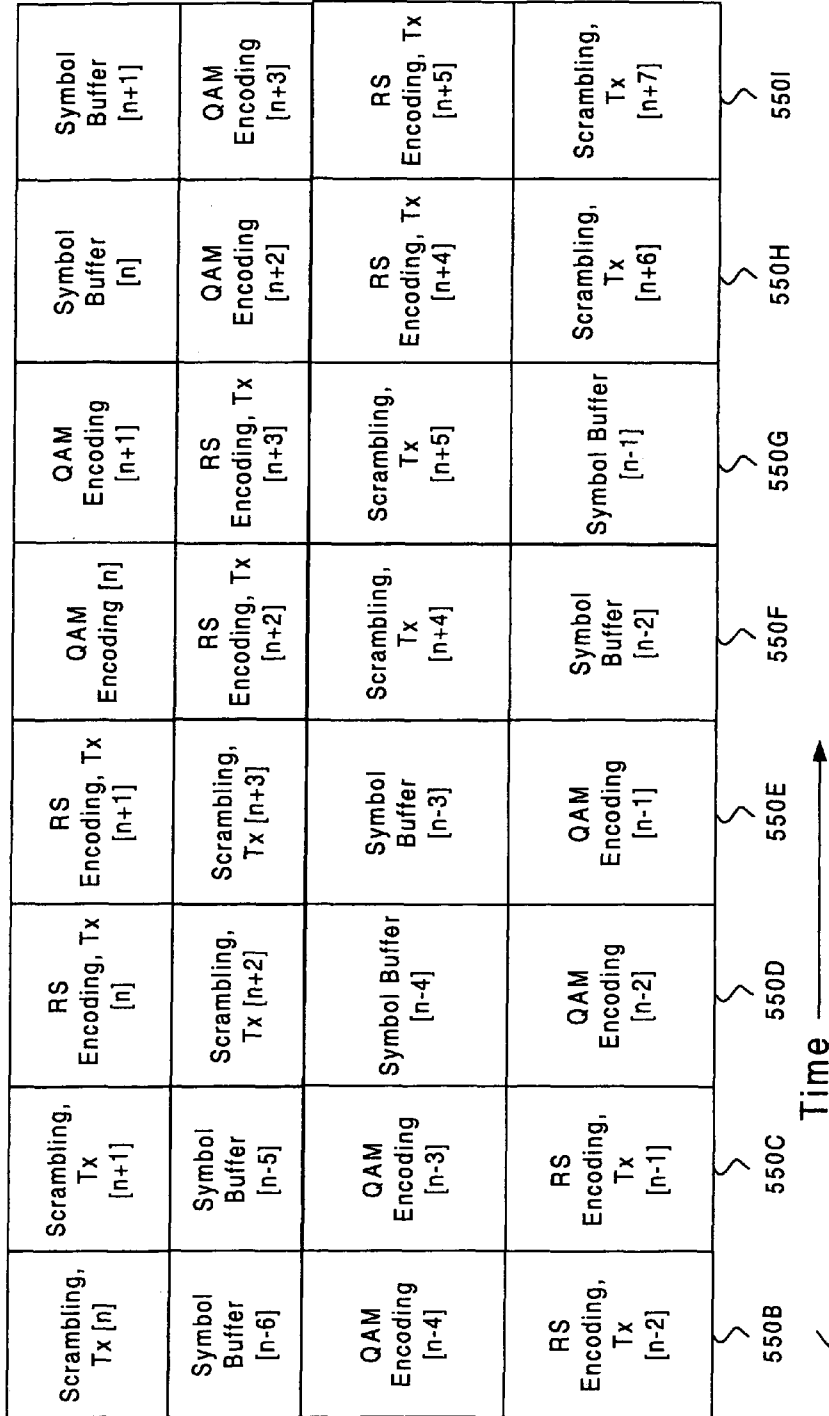 Scrambling,
Tx [n]
Scrambling,
Tx
[n+1]
RS
Encoding, Tx
[n]
RS
Encoding, Tx
[n+1]
QAM
Encoding [n]
QAM
Encoding
[n+1]
Symbol
Buffer
[n]
Symbol
Buffer
[n+1]
Symbol
Buffer
[n-6]
Symbol
Buffer
[n-5]
Scrambling,
Tx [n+2]
Scrambling,
Tx [n+3]
RS
Encoding, Tx
[n+2]
RS
Encoding, Tx
[n+3]
QAM
Encoding
[n+2]
QAM
Encoding
[n+3]
QAM
Encoding
[n-4]
QAM
Encoding
[n-3]
Symbol Buffer
[n-4]
Symbol
Buffer
[n-3]
Scrambling,
Tx
[n+4]
Scrambling,
Tx
[n+5]
RS
Encoding, Tx
[n+4]
RS
Encoding, Tx
[n+5]
RS
Encoding,
Tx
[n-2]
RS
Encoding,
Tx
[n-1]
QAM
Encoding
[n-2]
QAM
Encoding
[n-1]
Symbol
Buffer
[n-2]
Symbol Buffer
[n-1]
Scrambling,
Tx
[n+6]
Scrambling,
Tx
[n+7]
550B
550C
550D
550E
550F
550G
550H
550I
Time